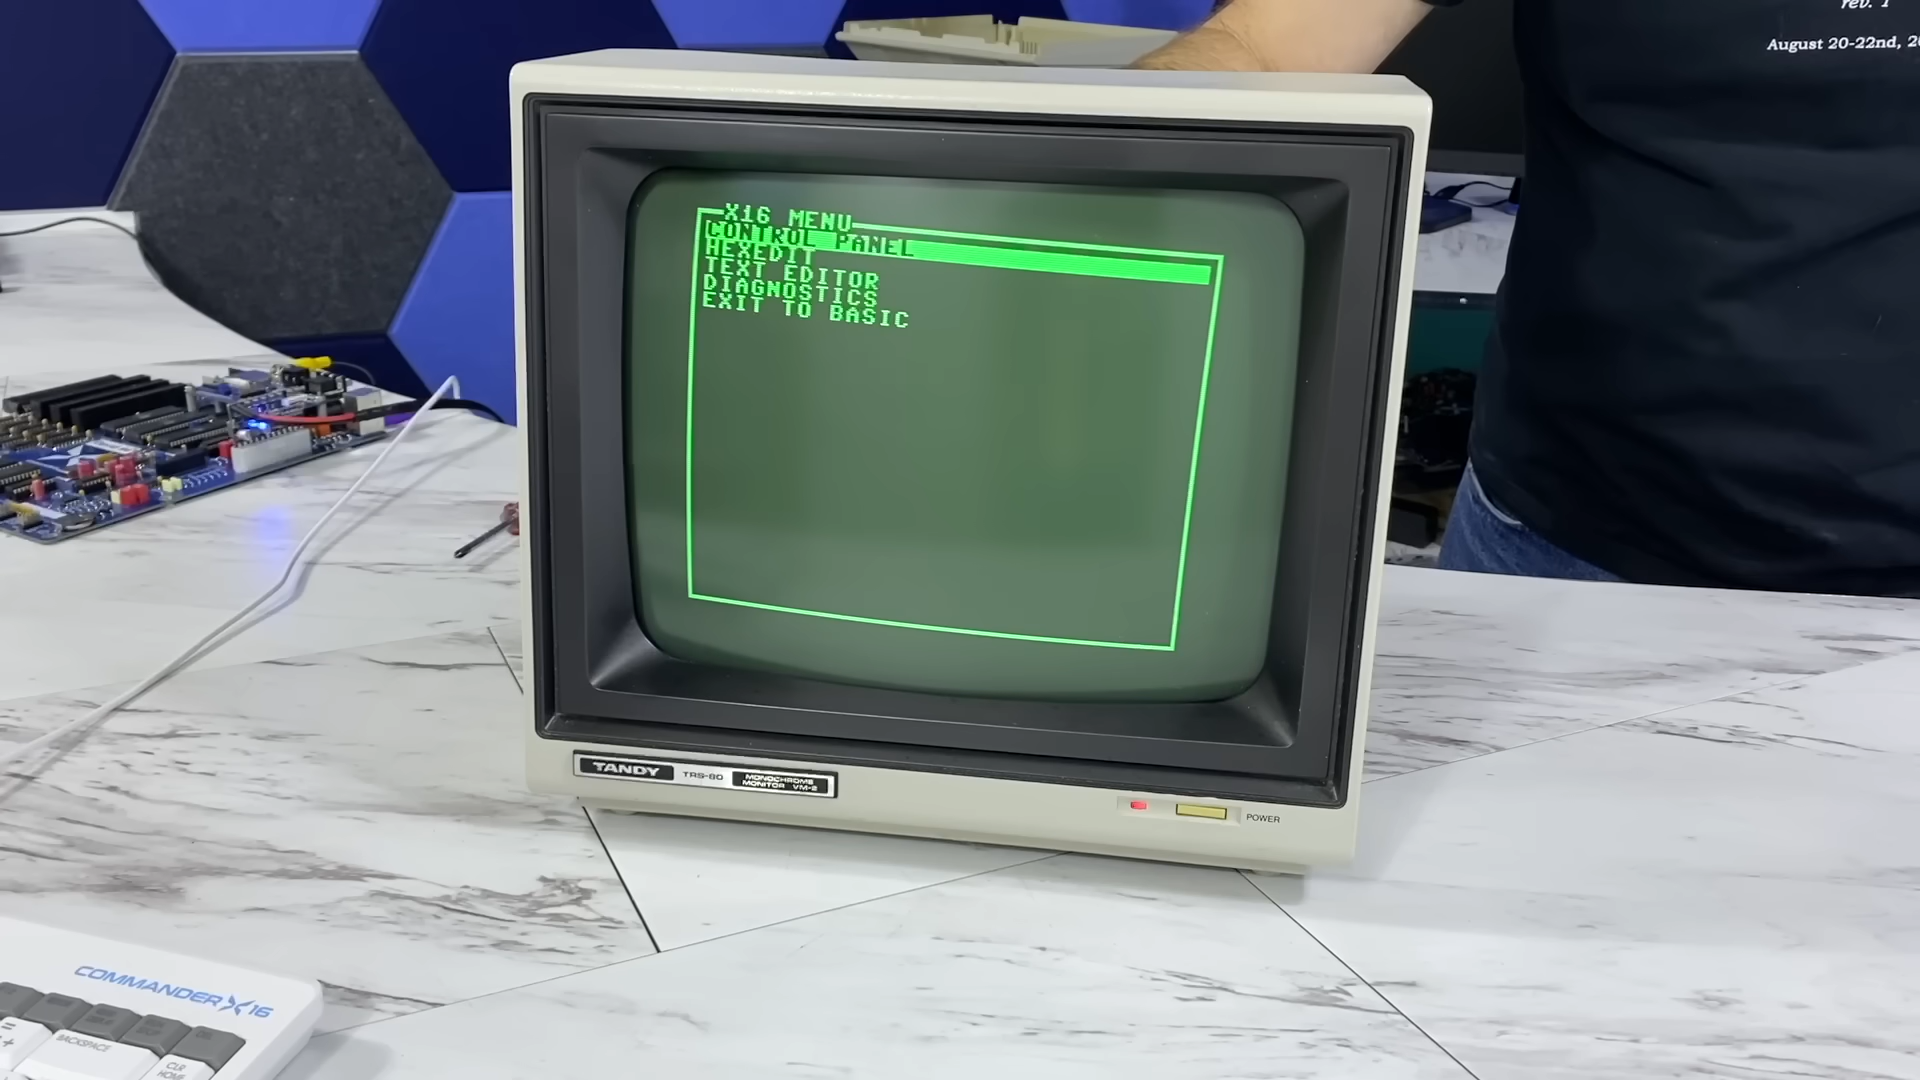 rev. 1
August 20-22nd, 2
X16 MENU
CONTROL PANEL
HEXEDIT
TEXT EDITOR
DIAGNOSTICS
EXIT TO BASIC
TANDY
TRS-80
MONOCHROME
MONITOR VM-2
POWER
COMMANDER X16
BACKSPACE
=
+
CLR
HOME